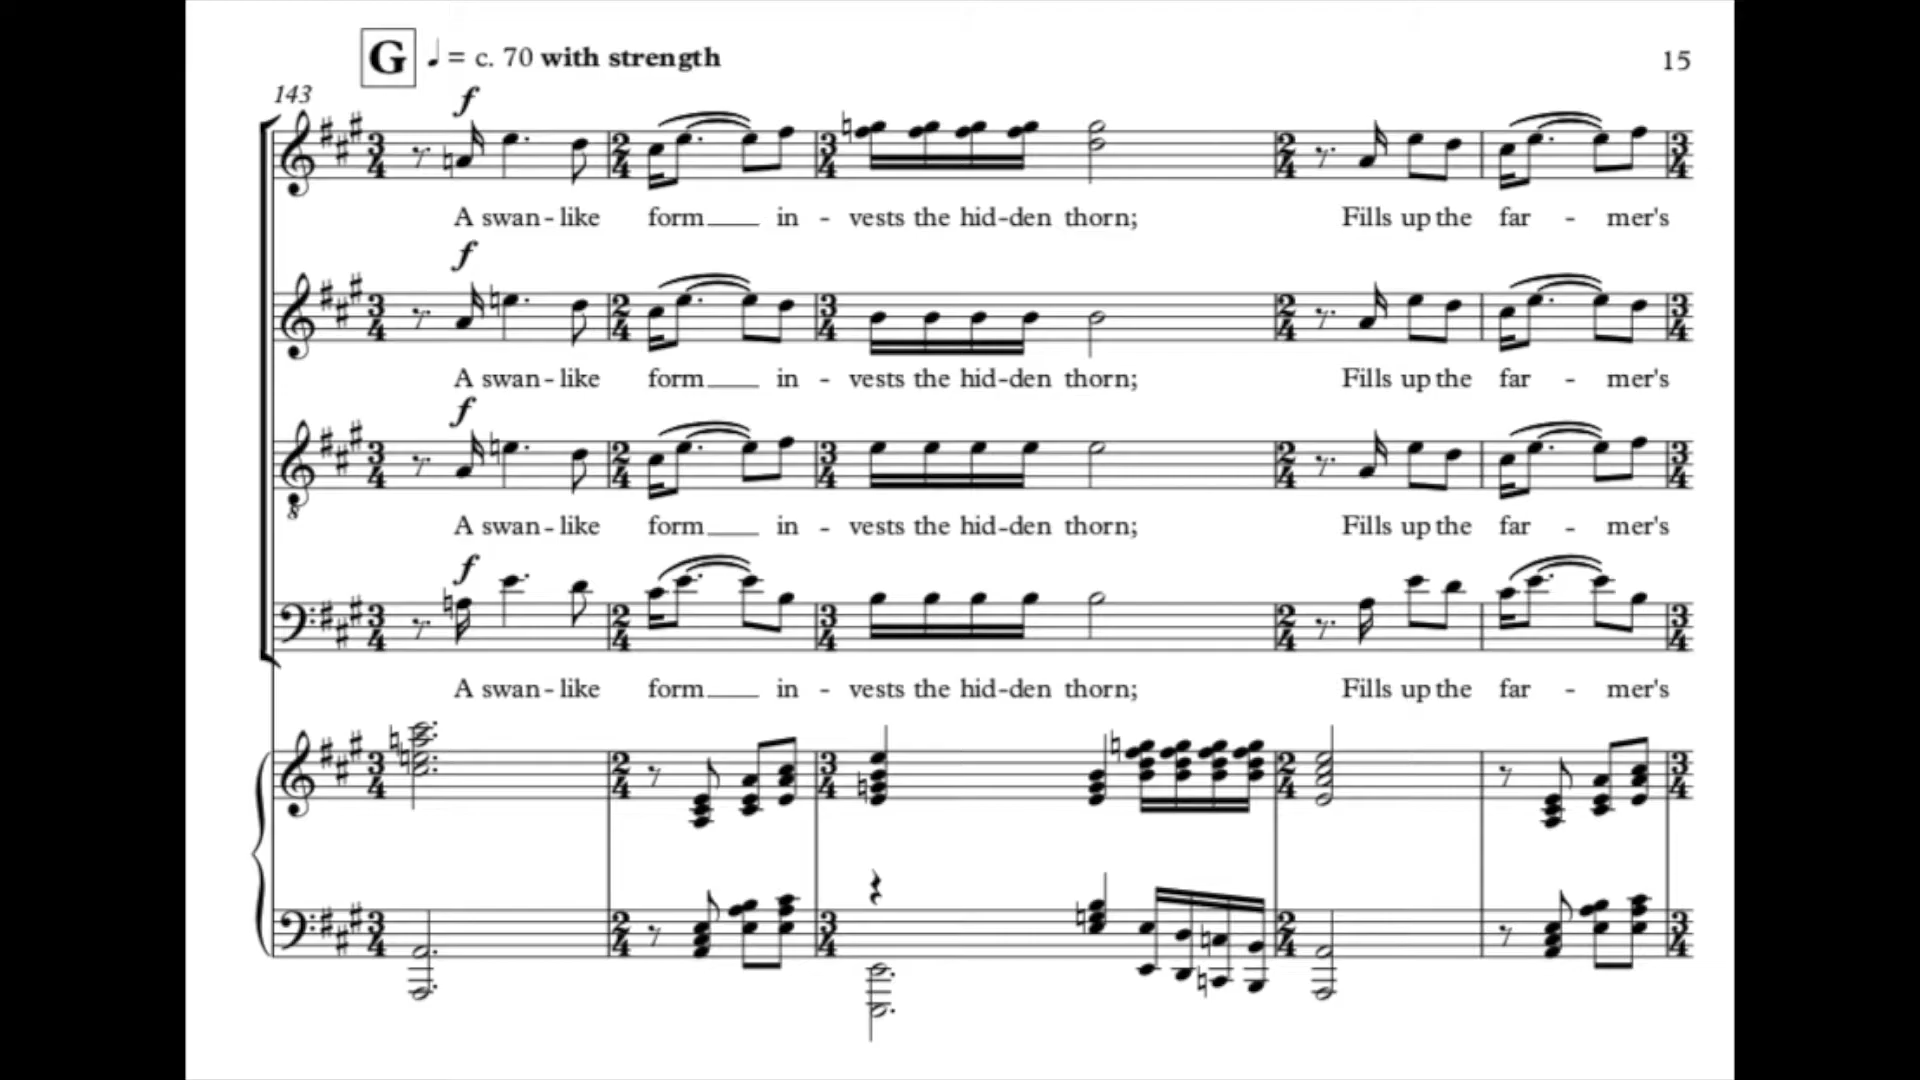 G ♩ = c. 70 with strength
15
143
f
A swan - like form in - vests the hid - den thorn; Fills up the far - mer's
f
A swan - like form in - vests the hid - den thorn; Fills up the far - mer's
f
8
A swan - like form in - vests the hid - den thorn; Fills up the far - mer's
f
A swan - like form in - vests the hid - den thorn; Fills up the far - mer's